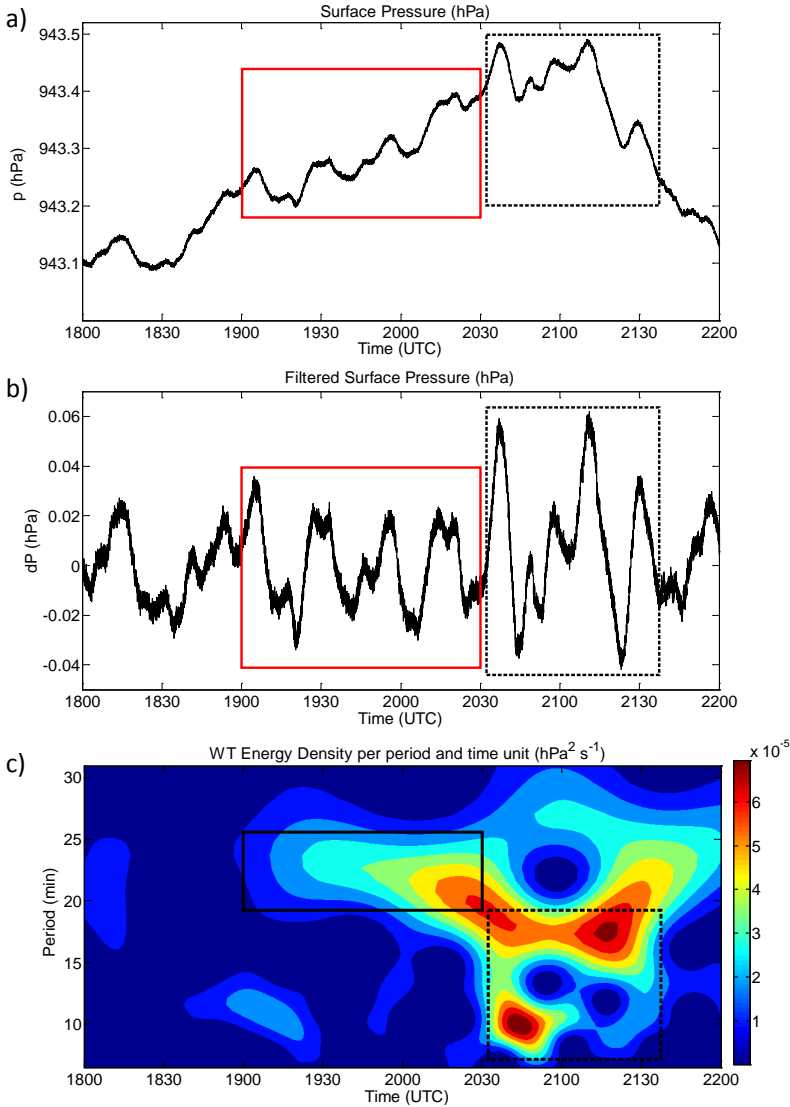 a)
Surface Pressure (hPa)
943.5
943.4
943.3
943.2
943.1
p (hPa)
1800 1830 1900 1930 2000 2030 2100 2130 2200
Time (UTC)
b)
Filtered Surface Pressure (hPa)
0.06
0.04
0.02
0
-0.02
-0.04
dP (hPa)
1800 1830 1900 1930 2000 2030 2100 2130 2200
Time (UTC)
c)
WT Energy Density per period and time unit (hPa² s⁻¹)
x 10⁻⁵
30
25
20
15
10
Period (min)
6
5
4
3
2
1
1800 1830 1900 1930 2000 2030 2100 2130 2200
Time (UTC)